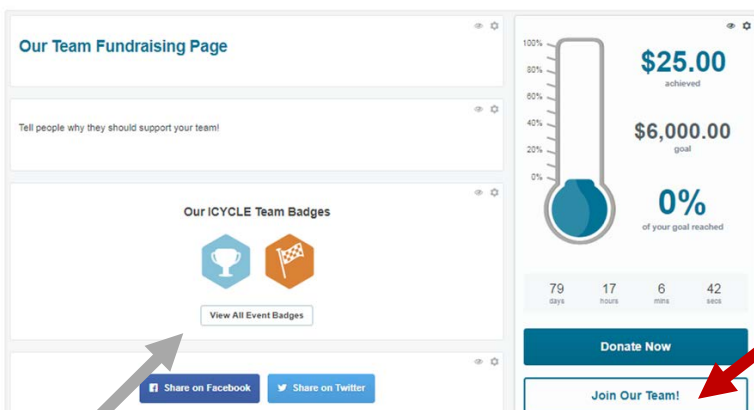 Our Team Fundraising Page
Tell people why they should support your team!
Our ICYCLE Team Badges
View All Event Badges
Share on Facebook
Share on Twitter
100%
80%
60%
40%
20%
0%
$25.00
achieved
$6,000.00
goal
0%
of your goal reached
79 17 6 42
days hours mins secs
Donate Now
Join Our Team!